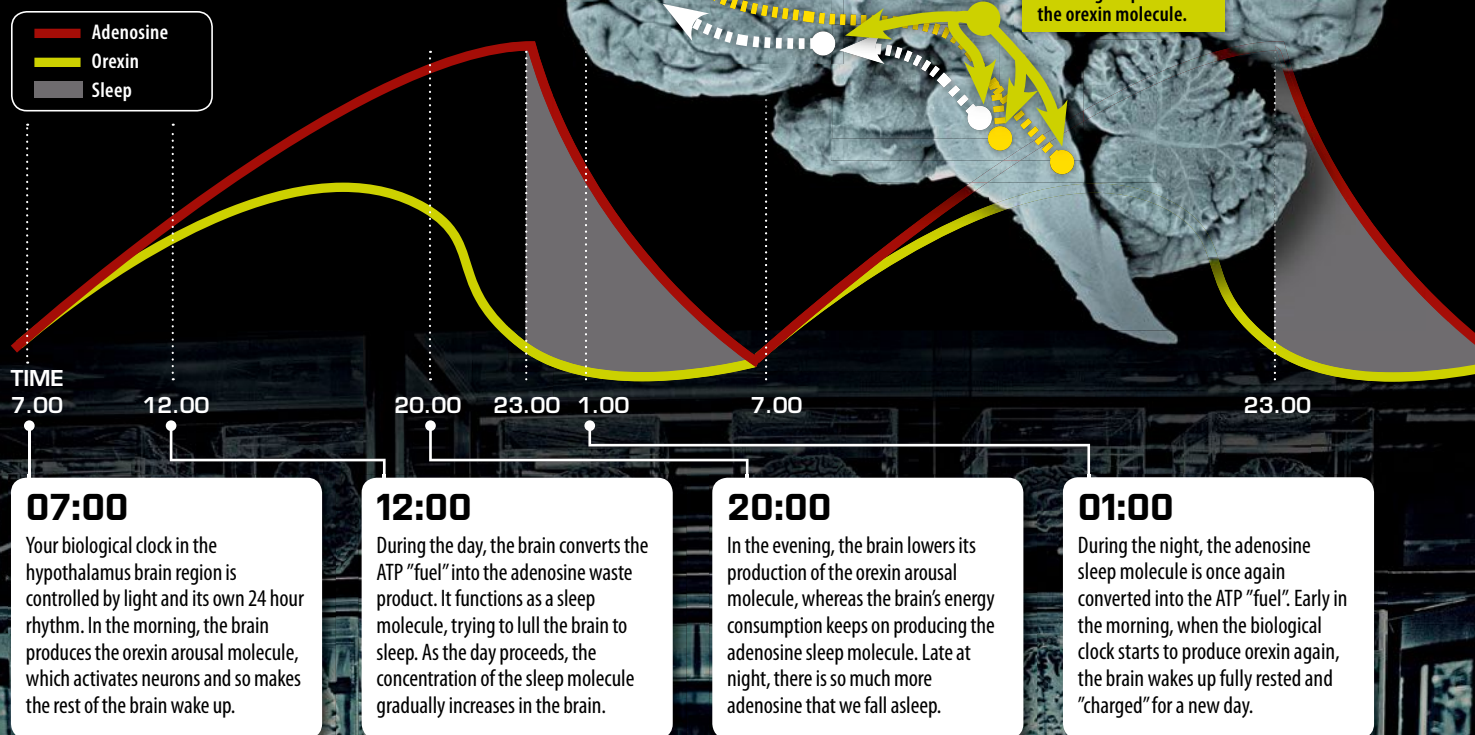 the orexin molecule.
Adenosine
Orexin
Sleep
TIME
7.00 12.00 20.00 23.00 1.00 7.00 23.00
07:00
Your biological clock in the
hypothalamus brain region is
controlled by light and its own 24 hour
rhythm. In the morning, the brain
produces the orexin arousal molecule,
which activates neurons and so makes
the rest of the brain wake up.
12:00
During the day, the brain converts the
ATP ”fuel” into the adenosine waste
product. It functions as a sleep
molecule, trying to lull the brain to
sleep. As the day proceeds, the
concentration of the sleep molecule
gradually increases in the brain.
20:00
In the evening, the brain lowers its
production of the orexin arousal
molecule, whereas the brain’s energy
consumption keeps on producing the
adenosine sleep molecule. Late at
night, there is so much more
adenosine that we fall asleep.
01:00
During the night, the adenosine
sleep molecule is once again
converted into the ATP ”fuel”. Early in
the morning, when the biological
clock starts to produce orexin again,
the brain wakes up fully rested and
”charged” for a new day.